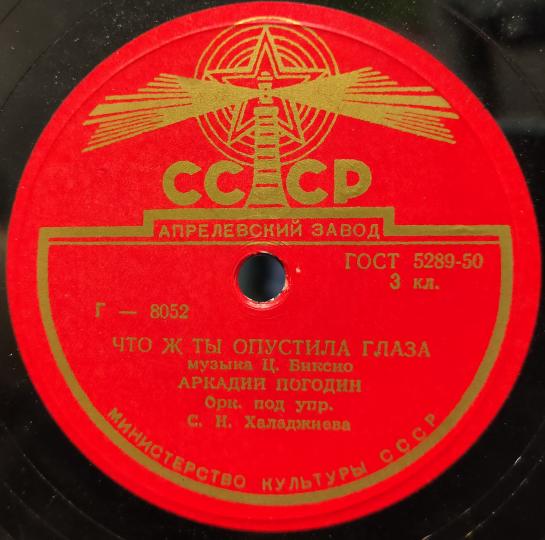 СССР
АПРЕЛЕВСКИЙ ЗАВОД
ГОСТ 5289-50
3 кл.
Г — 8052
ЧТО Ж ТЫ ОПУСТИЛА ГЛАЗА
музыка Ц. Биксио
АРКАДИЙ ПОГОДИН
Орк. под упр.
С. Н. Халаджиева
МИНИСТЕРСТВО КУЛЬТУРЫ СССР